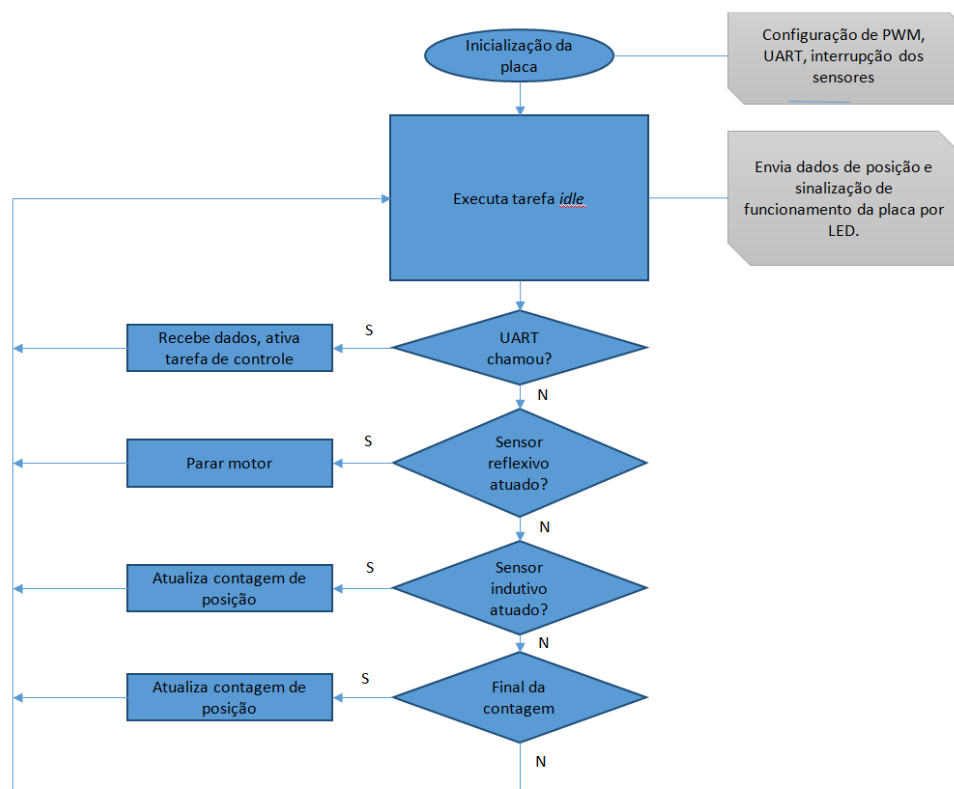 Inicialização da
placa
Configuração de PWM,
UART, interrupção dos
sensores
Executa tarefa idle
Envia dados de posição e
sinalização de
funcionamento da placa por
LED.
Recebe dados, ativa
tarefa de controle
S
UART
chamou?
N
Parar motor
S
Sensor
reflexivo
atuado?
N
Atualiza contagem de
posição
S
Sensor
indutivo
atuado?
N
Atualiza contagem de
posição
S
Final da
contagem
N